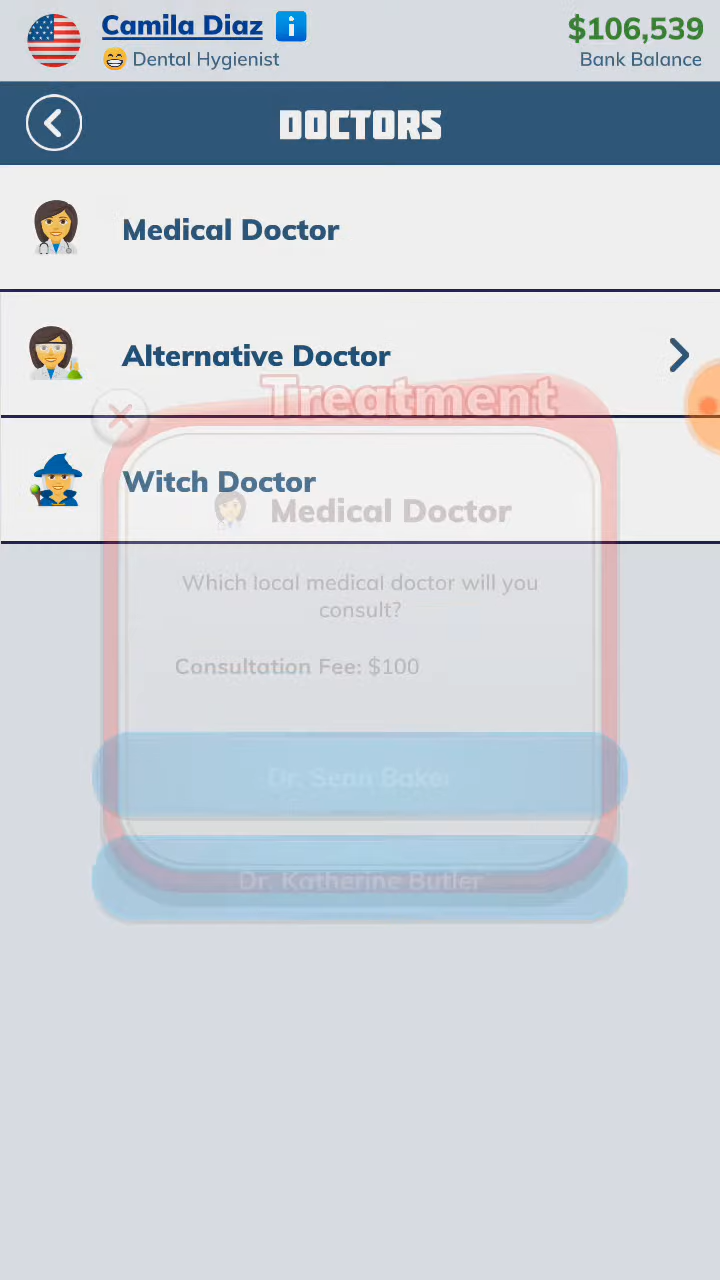 Camila Diaz
$106,539
Dental Hygienist
Bank Balance
DOCTORS
Medical Doctor
Alternative Doctor
Treatment
Witch Doctor
Medical Doctor
Which local medical doctor will you
consult?
Consultation Fee: $100
Dr. Sean Baker
Dr. Katherine Butler